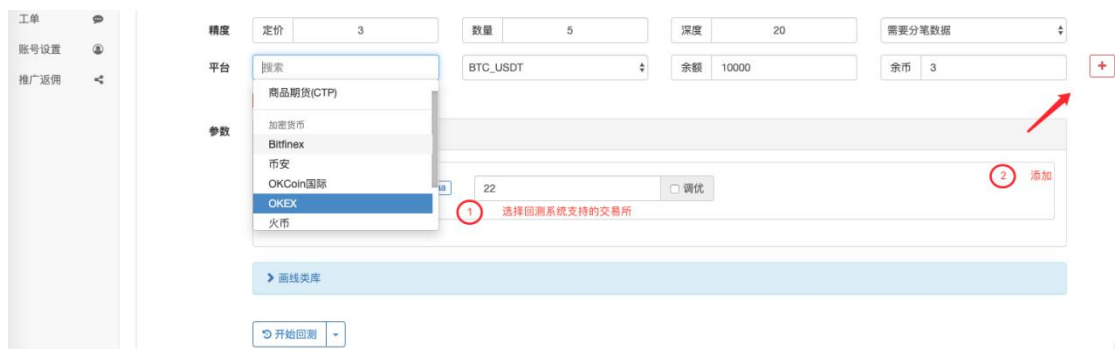 工单
账号设置
推广返佣
精度 定价 3 数量 5 深度 20 需要分笔数据
平台 搜索 BTC_USDT 余额 10000 余币 3 +
商品期货(CTP)
加密货币
参数
Bitfinex
币安
OKCoin国际
OKEX
火币
22 调优
① 选择回测系统支持的交易所
② 添加
画线类库
开始回测